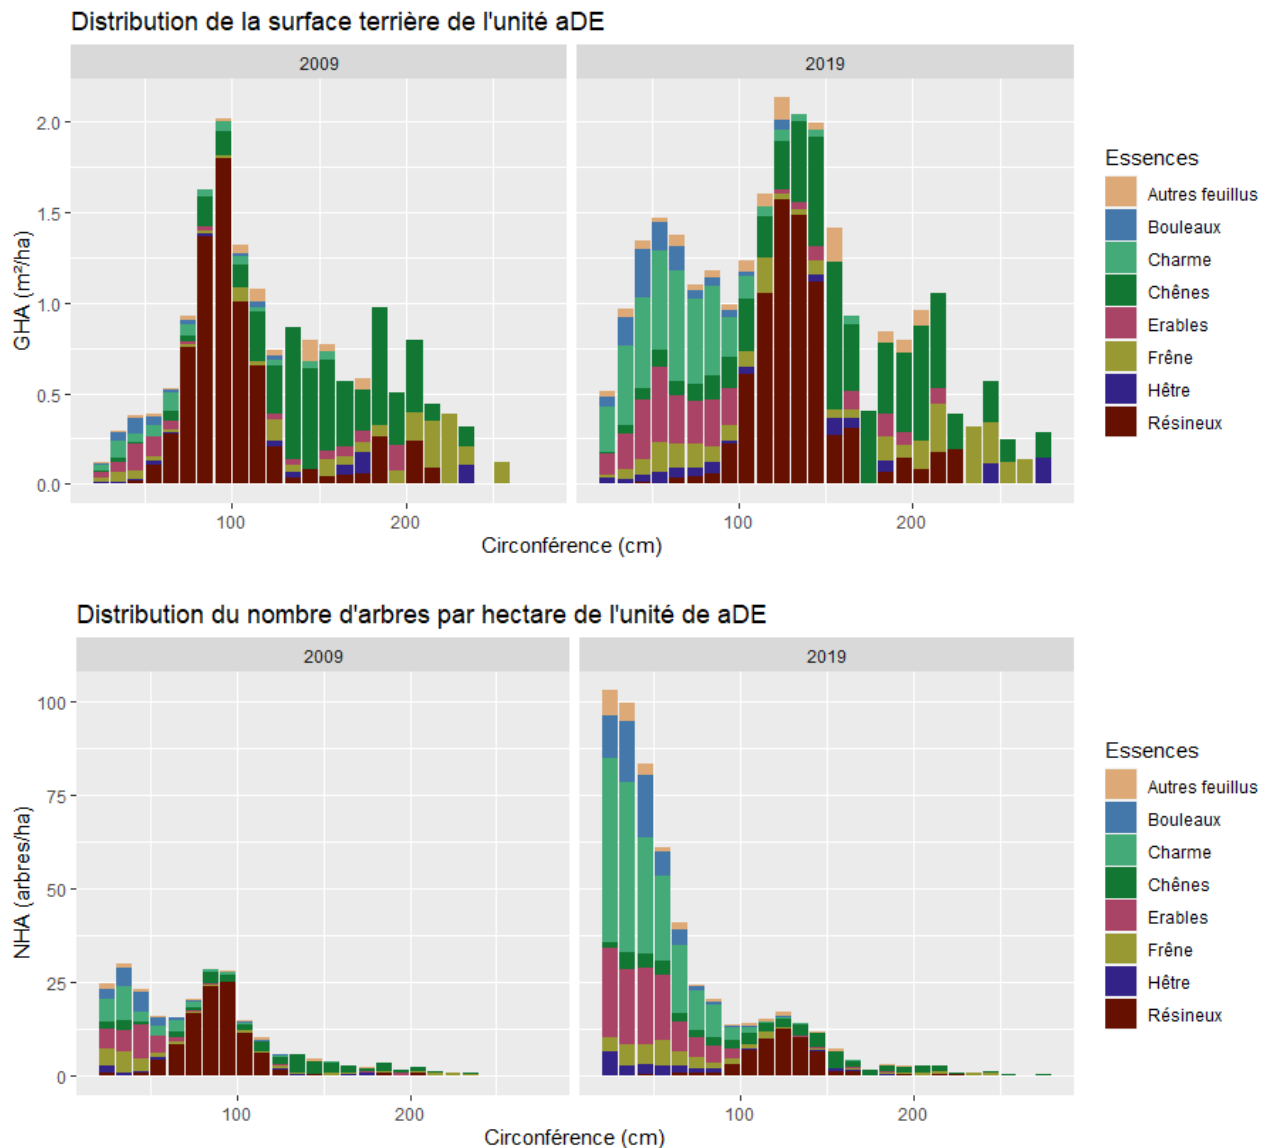 Distribution de la surface terrière de l'unité aDE
2009
2019
2.0
1.5
1.0
0.5
0.0
GHA (m²/ha)
100
200
100
200
Circonférence (cm)
Essences
Autres feuillus
Bouleaux
Charme
Chênes
Erables
Frêne
Hêtre
Résineux
Distribution du nombre d'arbres par hectare de l'unité de aDE
2009
2019
100
75
50
25
0
NHA (arbres/ha)
100
200
100
200
Circonférence (cm)
Essences
Autres feuillus
Bouleaux
Charme
Chênes
Erables
Frêne
Hêtre
Résineux